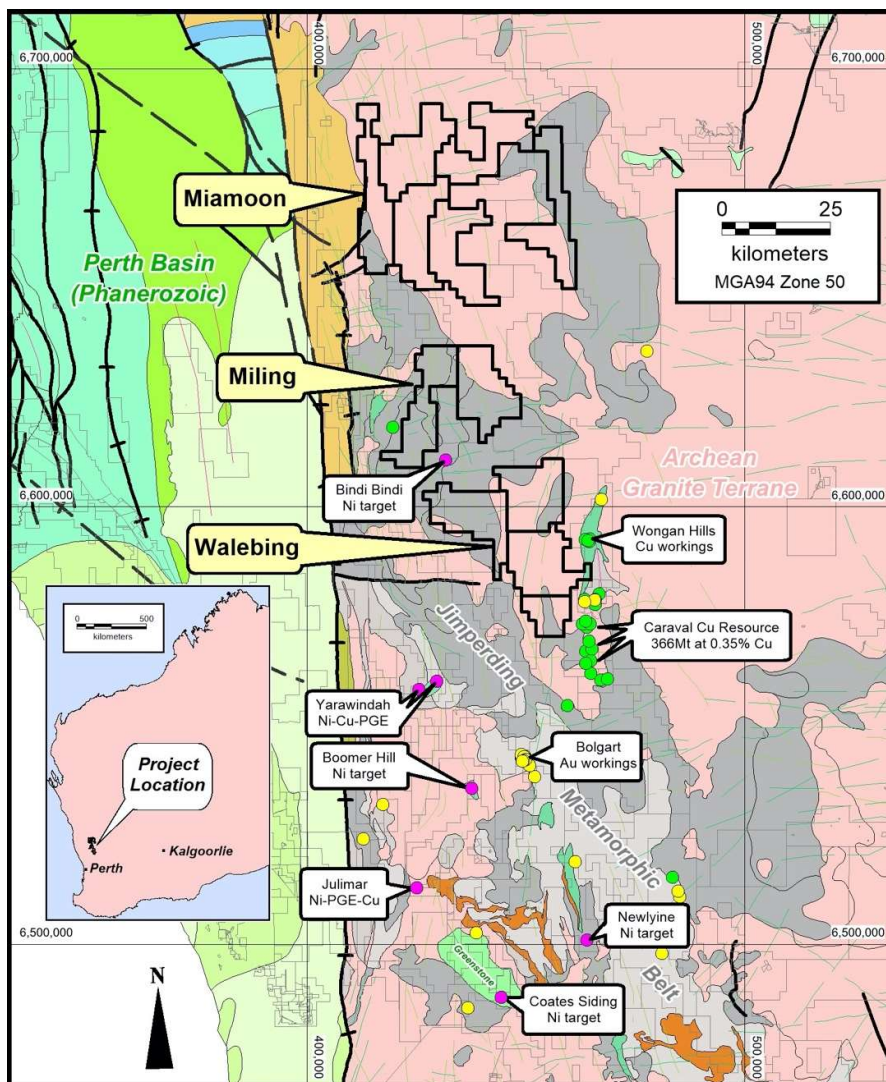 400,000
500,000
6,700,000
6,700,000
Miamoon
0 25
kilometers
MGA94 Zone 50
Perth Basin
(Phanerozoic)
Miling
Archean
Granite Terrane
Bindi Bindi
Ni target
6,600,000
6,600,000
Walebing
Wongan Hills
Cu workings
Jimperding
Metamorphic
Belt
Caraval Cu Resource
366Mt at 0.35% Cu
0 500
kilometers
Yarawindah
Ni-Cu-PGE
Boomer Hill
Ni target
Bolgart
Au workings
Project
Location
Kalgoorlie
Perth
Julimar
Ni-PGE-Cu
Newlyine
Ni target
6,500,000
6,500,000
Greenstone
N
Coates Siding
Ni target
400,000
500,000